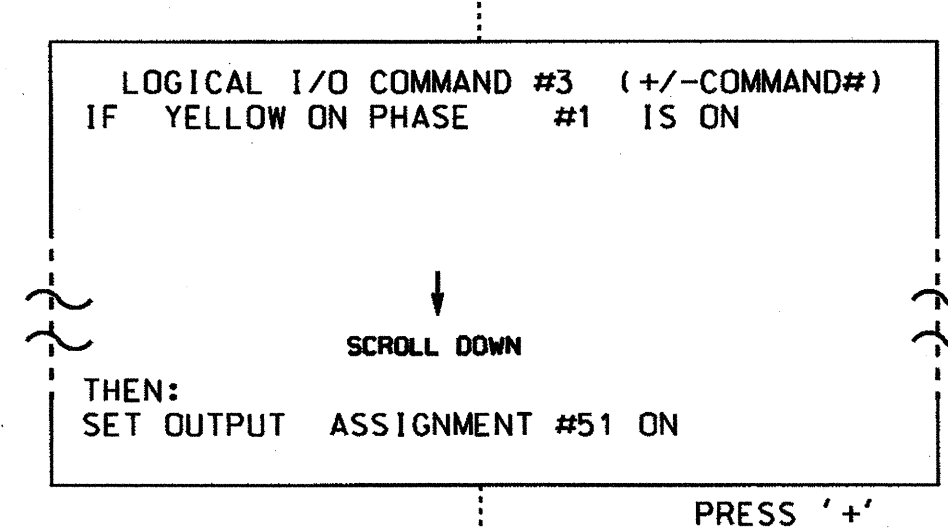 LOGICAL I/O COMMAND #3 (+/-COMMAND#)
IF YELLOW ON PHASE #1 IS ON
SCROLL DOWN
THEN:
SET OUTPUT ASSIGNMENT #51 ON
PRESS '+'